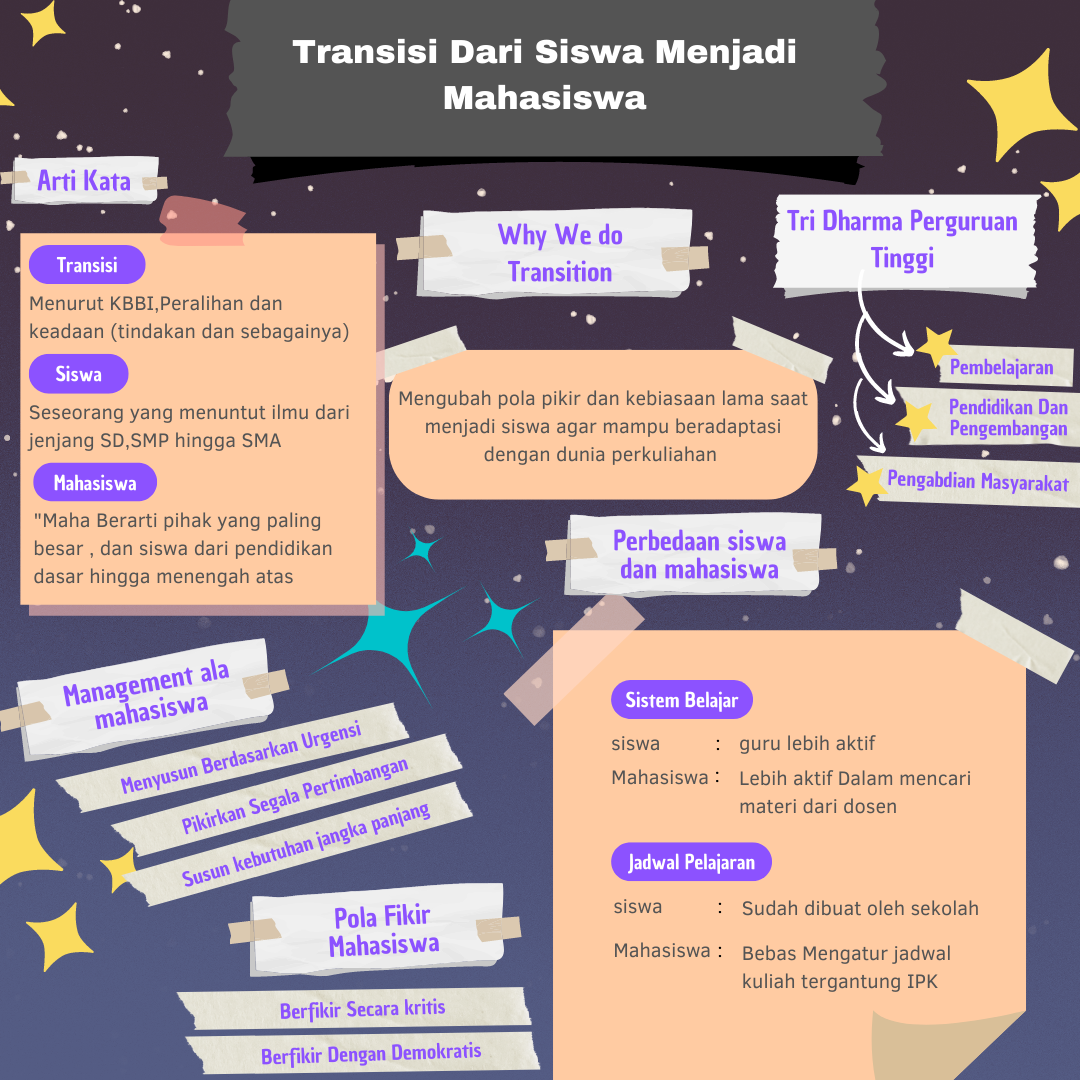 Transisi Dari Siswa Menjadi
Mahasiswa
Arti Kata
Transisi
Menurut KBBI,Peralihan dan
keadaan (tindakan dan sebagainya)
Siswa
Seseorang yang menuntut ilmu dari
jenjang SD,SMP hingga SMA
Mahasiswa
"Maha Berarti pihak yang paling
besar , dan siswa dari pendidikan
dasar hingga menengah atas
Why We do
Transition
Mengubah pola pikir dan kebiasaan lama saat
menjadi siswa agar mampu beradaptasi
dengan dunia perkuliahan
Tri Dharma Perguruan
Tinggi
Pembelajaran
Pendidikan Dan
Pengembangan
Pengabdian Masyarakat
Management ala
mahasiswa
Menyusun Berdasarkan Urgensi
Pikirkan Segala Pertimbangan
Susun kebutuhan jangka panjang
Pola Fikir
Mahasiswa
Berfikir Secara kritis
Berfikir Dengan Demokratis
Perbedaan siswa
dan mahasiswa
Sistem Belajar
siswa : guru lebih aktif
Mahasiswa : Lebih aktif Dalam mencari
materi dari dosen
Jadwal Pelajaran
siswa : Sudah dibuat oleh sekolah
Mahasiswa : Bebas Mengatur jadwal
kuliah tergantung IPK